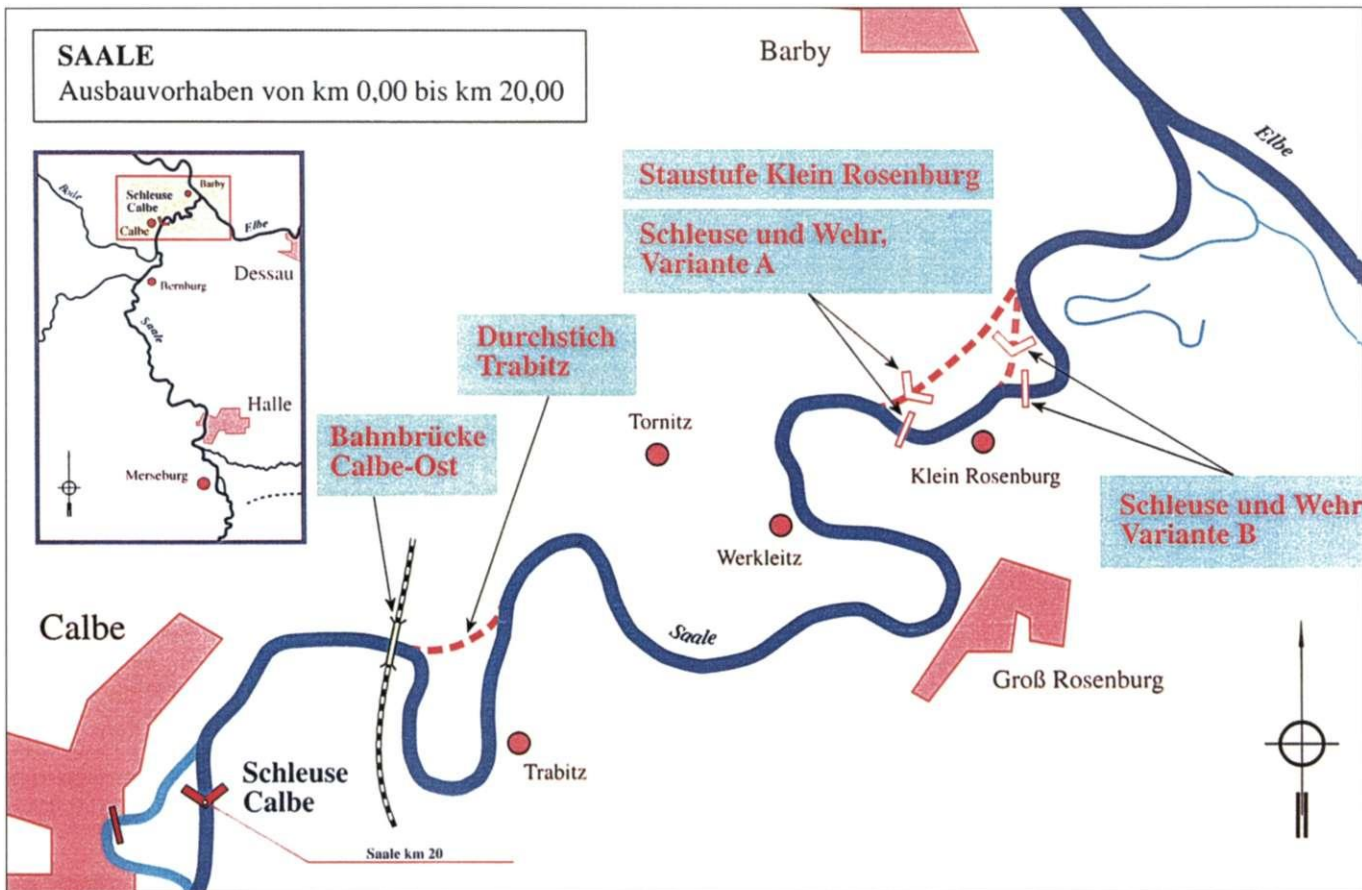 SAALE
Ausbauvorhaben von km 0,00 bis km 20,00
Barby
Elbe
Staustufe Klein Rosenburg
Schleuse und Wehr,
Variante A
Bode
Barby
Schleuse
Calbe
Calbe
Elbe
Dessau
Bernburg
Saale
Halle
Merseburg
Durchstich
Trabitz
Bahnbrücke
Calbe-Ost
Tornitz
Klein Rosenburg
Werkleitz
Schleuse und Wehr
Variante B
Calbe
Saale
Groß Rosenburg
Trabitz
Schleuse
Calbe
Saale km 20